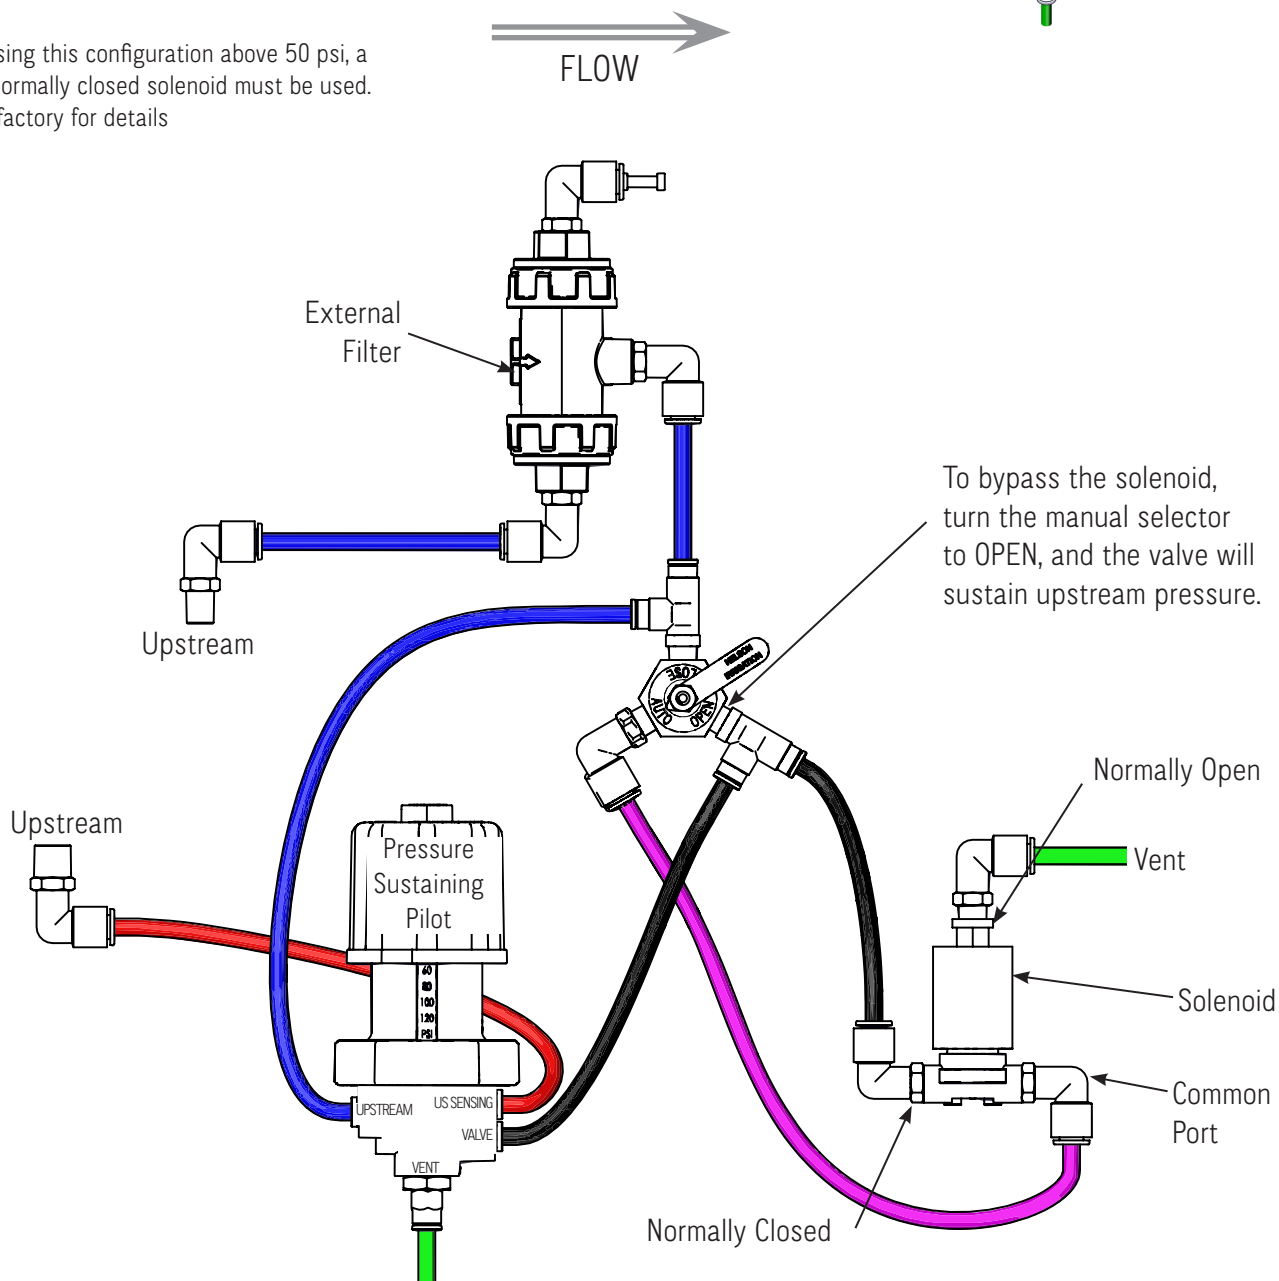 sing this configuration above 50 psi, a
ormally closed solenoid must be used.
factory for details
FLOW
External
Filter
To bypass the solenoid,
turn the manual selector
to OPEN, and the valve will
sustain upstream pressure.
Upstream
NELSON
IRRIGATION
CLOSE
AUTO
OPEN
Normally Open
Upstream
Vent
Pressure
Sustaining
Pilot
60
80
100
120
PSI
Solenoid
UPSTREAM
US SENSING
VALVE
VENT
Common
Port
Normally Closed